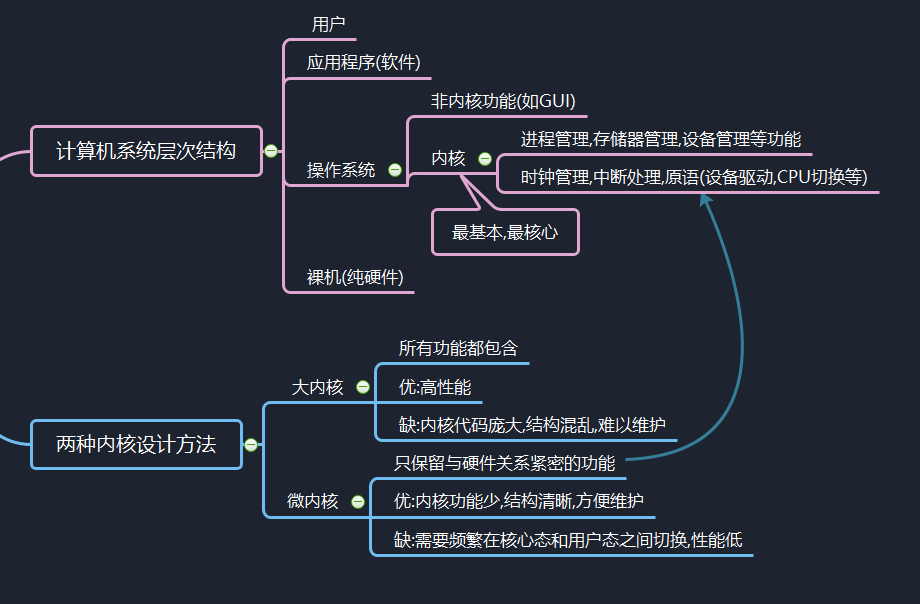 用户
应用程序(软件)
非内核功能(如GUI)
进程管理,存储器管理,设备管理等功能
计算机系统层次结构
操作系统
内核
时钟管理,中断处理,原语(设备驱动,CPU切换等)
最基本,最核心
裸机(纯硬件)
所有功能都包含
大内核
优:高性能
缺:内核代码庞大,结构混乱,难以维护
两种内核设计方法
只保留与硬件关系紧密的功能
微内核
优:内核功能少,结构清晰,方便维护
缺:需要频繁在核心态和用户态之间切换,性能低